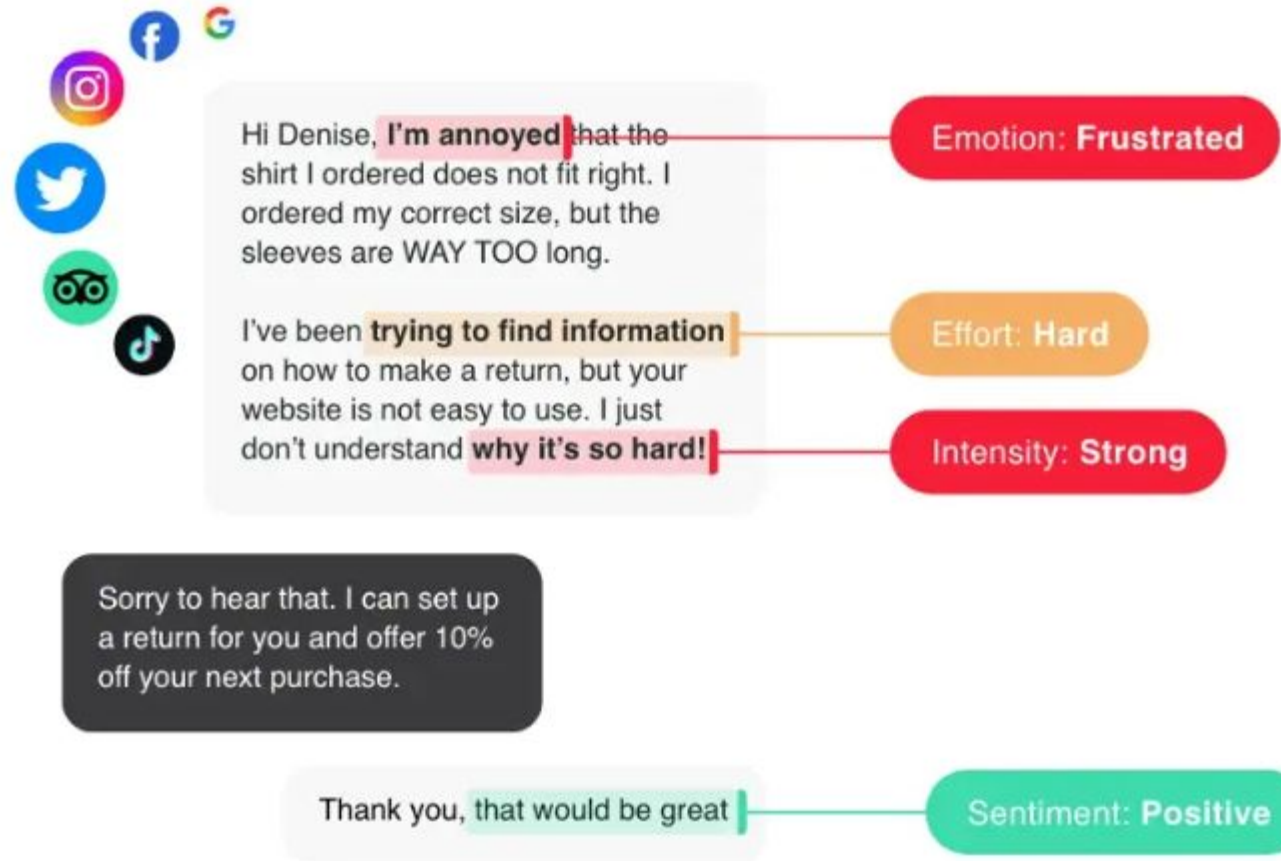 Hi Denise, I'm annoyed that the
shirt I ordered does not fit right. I
ordered my correct size, but the
sleeves are WAY TOO long.
I've been trying to find information
on how to make a return, but your
website is not easy to use. I just
don't understand why it's so hard!
Emotion: Frustrated
Effort: Hard
Intensity: Strong
Sorry to hear that. I can set up
a return for you and offer 10%
off your next purchase.
Thank you, that would be great
Sentiment: Positive